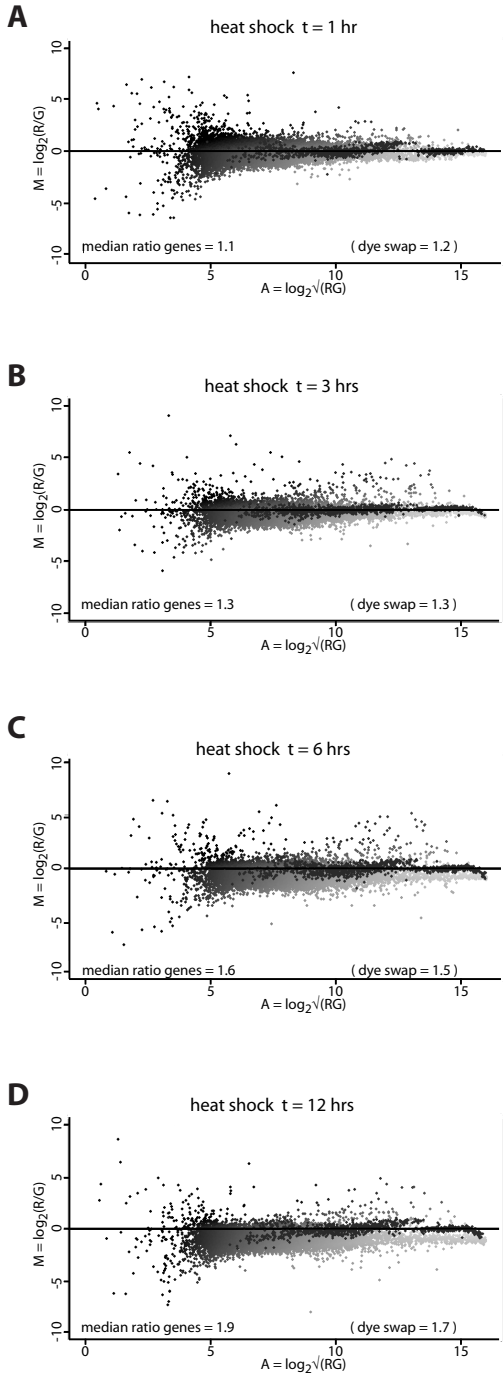 A
heat shock t = 1 hr
10
5
0
-5
-10
M = log2(R/G)
median ratio genes = 1.1 ( dye swap = 1.2 )
0 5 10 15
A = log2√(RG)
B
heat shock t = 3 hrs
10
5
0
-5
-10
M = log2(R/G)
median ratio genes = 1.3 ( dye swap = 1.3 )
0 5 10 15
A = log2√(RG)
C
heat shock t = 6 hrs
10
5
0
-5
-10
M = log2(R/G)
median ratio genes = 1.6 ( dye swap = 1.5 )
0 5 10 15
A = log2√(RG)
D
heat shock t = 12 hrs
10
5
0
-5
-10
M = log2(R/G)
median ratio genes = 1.9 ( dye swap = 1.7 )
0 5 10 15
A = log2√(RG)